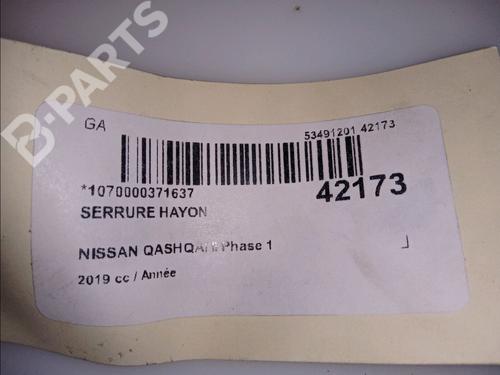 B-PARTS
GA
53491201 42173
*1070000371637
42173
SERRURE HAYON
NISSAN QASHQAI I Phase 1
2019 cc / Année